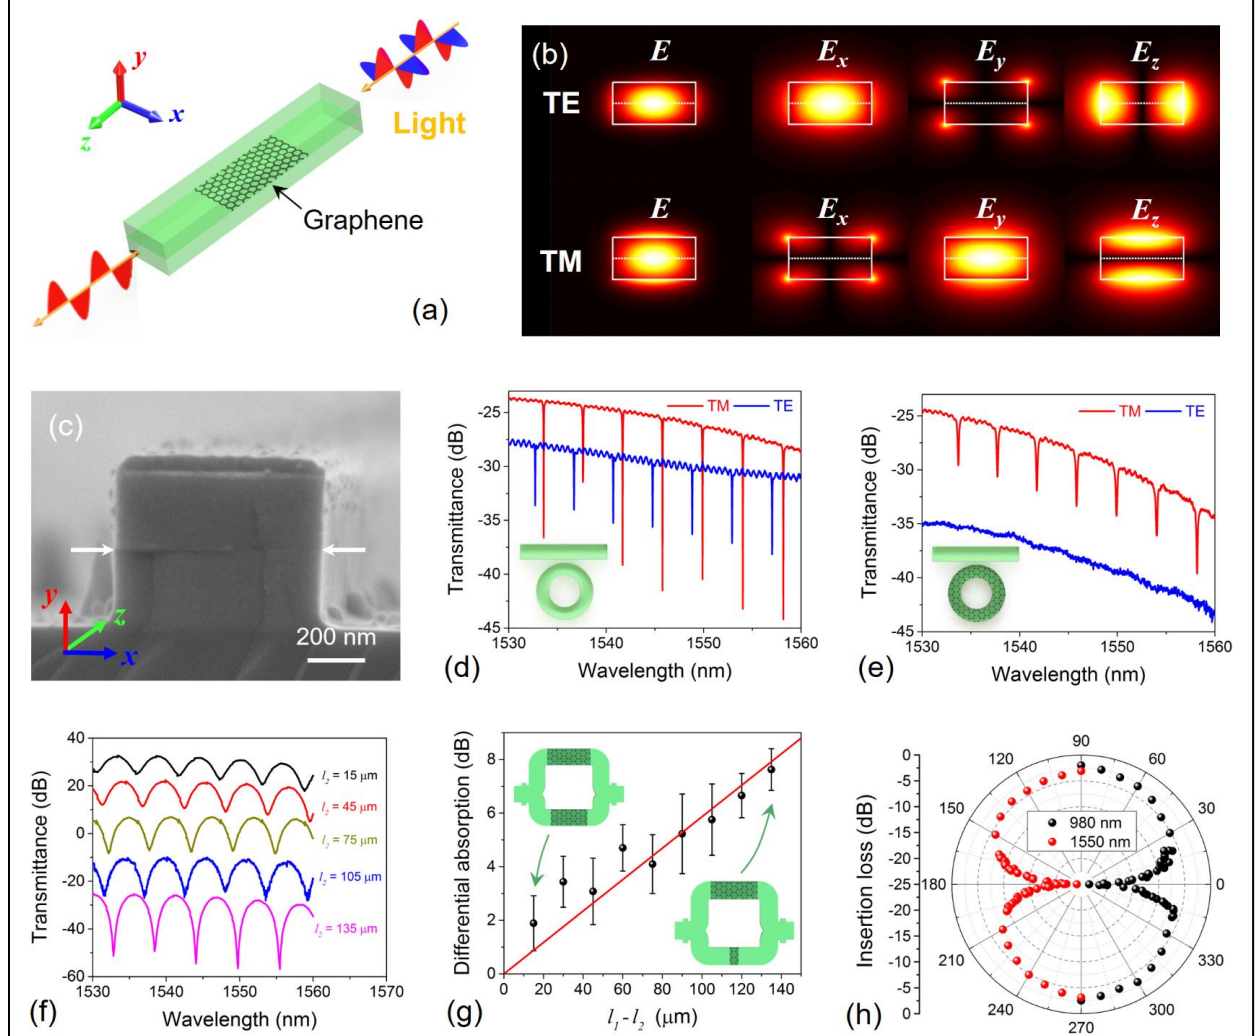 y
x
z
Light
Graphene
(a)
(b)
E
Ex
Ey
Ez
TE
E
Ex
Ey
Ez
TM
(c)
y
z
x
200 nm
TM
TE
Transmittance (dB)
-25
-30
-35
-40
-45
1530
1540
1550
1560
Wavelength (nm)
(d)
TM
TE
Transmittance (dB)
-25
-30
-35
-40
-45
1530
1540
1550
1560
Wavelength (nm)
(e)
Transmittance (dB)
40
20
0
-20
-40
-60
l2 = 15 μm
l2 = 45 μm
l2 = 75 μm
l2 = 105 μm
l2 = 135 μm
1530
1540
1550
1560
1570
Wavelength (nm)
(f)
Differential absorption (dB)
8
6
4
2
0
0
20
40
60
80
100
120
140
l1 - l2 (μm)
(g)
Insertion loss (dB)
0
-5
-10
-15
-20
-25
-20
-15
-10
-5
0
90
120
60
150
30
180
0
210
330
240
300
270
980 nm
1550 nm
(h)